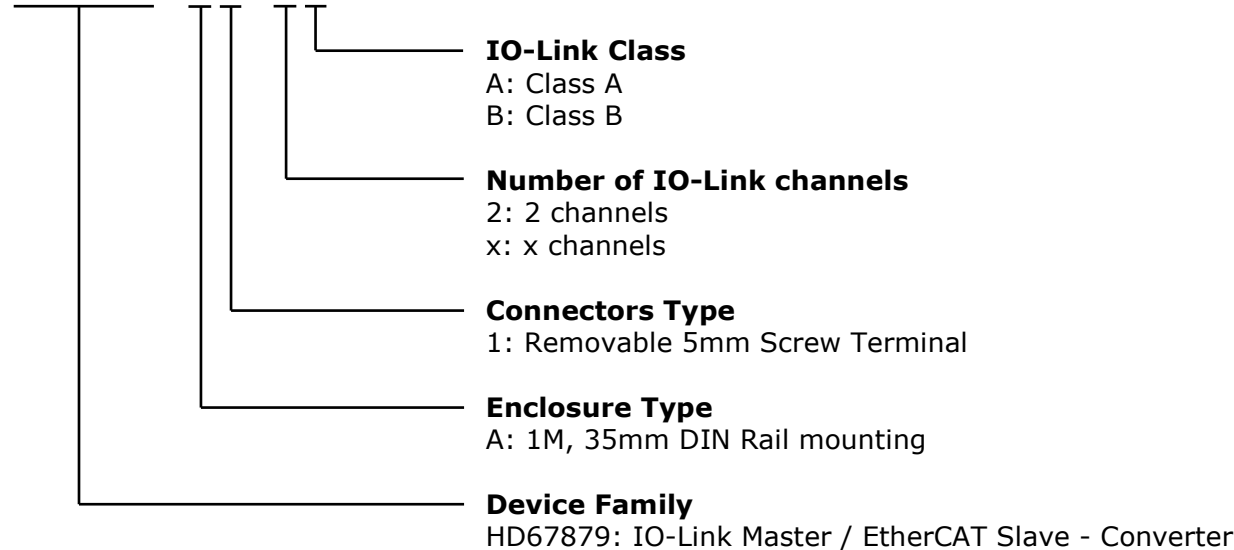 IO-Link Class
A: Class A
B: Class B
Number of IO-Link channels
2: 2 channels
x: x channels
Connectors Type
1: Removable 5mm Screw Terminal
Enclosure Type
A: 1M, 35mm DIN Rail mounting
Device Family
HD67879: IO-Link Master / EtherCAT Slave - Converter